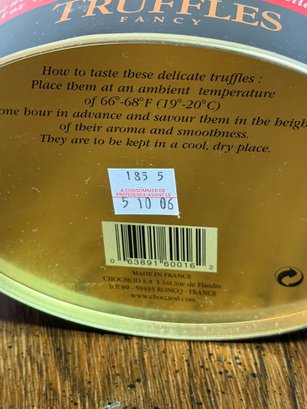 TRUFFLES
FANCY
How to taste these delicate truffles :
Place them at an ambient temperature
of 66°-68°F (19°-20°C)
one hour in advance and savour them in the height
of their aroma and smoothness.
They are to be kept in a cool, dry place.
185 5
A CONSOMMER DE
PREFERENCE AVANT LE
5 10 06
0 63891 60016 2
MADE IN FRANCE
CHOCMOD S.A - 1 Avenue de Flandre
B.P 80 - 59435 RONCQ - FRANCE
www.chocmod.com